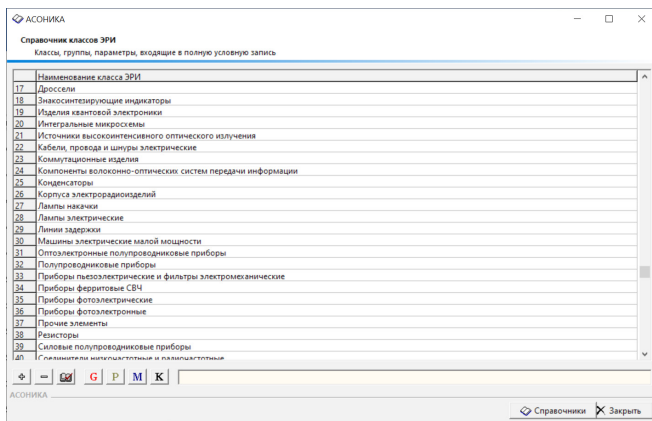 АСОНИКА
Справочник классов ЭРИ
Классы, группы, параметры, входящие в полную условную запись
Наименование класса ЭРИ
17 Дроссели
18 Знакосинтезирующие индикаторы
19 Изделия квантовой электроники
20 Интегральные микросхемы
21 Источники высокоинтенсивного оптического излучения
22 Кабели, провода и шнуры электрические
23 Коммутационные изделия
24 Компоненты волоконно-оптических систем передачи информации
25 Конденсаторы
26 Корпуса электрорадиоизделий
27 Лампы накачки
28 Лампы электрические
29 Линии задержки
30 Машины электрические малой мощности
31 Оптоэлектронные полупроводниковые приборы
32 Полупроводниковые приборы
33 Приборы пьезоэлектрические и фильтры электромеханические
34 Приборы ферритовые СВЧ
35 Приборы фотоэлектрические
36 Приборы фотоэлектронные
37 Прочие элементы
38 Резисторы
39 Силовые полупроводниковые приборы
40 Соединители низкочастотные и радиочастотные
G P M K
АСОНИКА
Справочники Закрыть